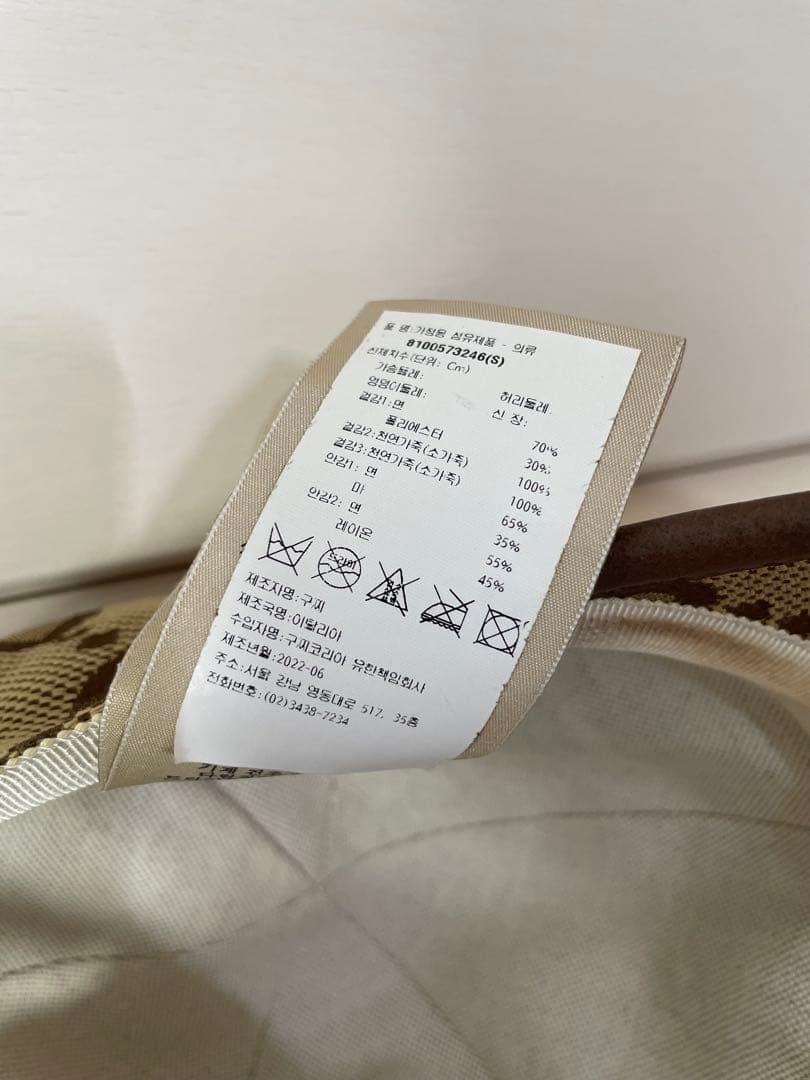 품 명:가정용 섬유제품 - 의류
8100573246(S)
신체치수(단위: Cm)
가슴둘레: 허리둘레:
엉덩이둘레: 신 장:
겉감1:면 70%
폴리에스터 30%
겉감2:천연가죽(소가죽) 100%
겉감3:천연가죽(소가죽) 100%
안감1: 면 65%
마 35%
안감2: 면 55%
레이온 45%
제조자명:구찌
제조국명:이탈리아
수입자명:구찌코리아 유한책임회사
제조년월:2022-06
주소:서울 강남 영동대로 517, 35층
전화번호:(02)3438-7234